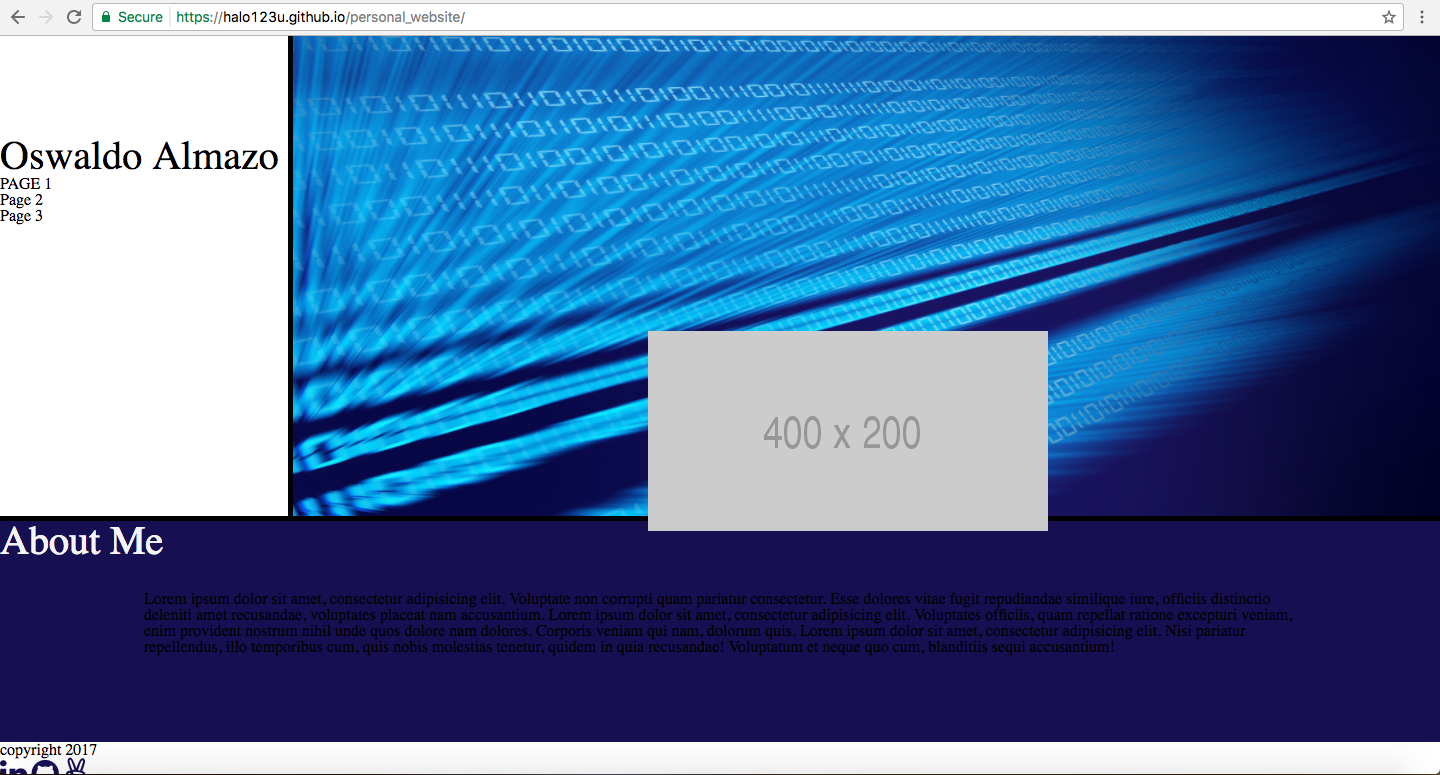 Secure https://halo123u.github.io/personal_website/
Oswaldo Almazo
PAGE 1
Page 2
Page 3
400 x 200
About Me
Lorem ipsum dolor sit amet, consectetur adipisicing elit. Voluptate non corrupti quam pariatur consectetur. Esse dolores vitae fugit repudiandae similique iure, officiis distinctio
deleniti amet recusandae, voluptates placeat nam accusantium. Lorem ipsum dolor sit amet, consectetur adipisicing elit. Voluptates officiis, quam repellat ratione excepturi veniam,
enim provident nostrum nihil unde quos dolore nam dolores. Corporis veniam qui nam, dolorum quis. Lorem ipsum dolor sit amet, consectetur adipisicing elit. Nisi pariatur
repellendus, illo temporibus cum, quis nobis molestias tenetur, quidem in quia recusandae! Voluptatum et neque quo cum, blanditiis sequi accusantium!
copyright 2017
in